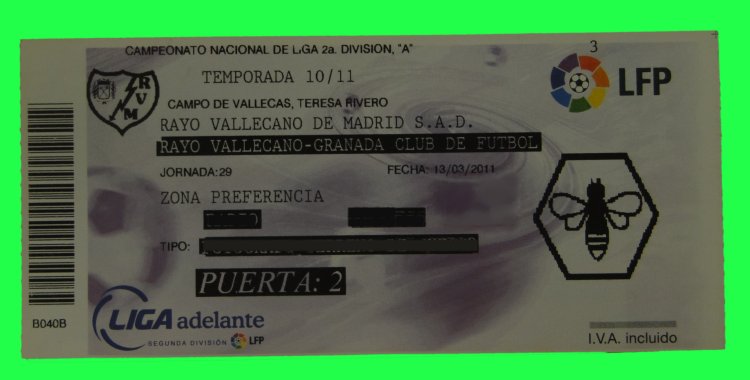 CAMPEONATO NACIONAL DE LIGA 2a. DIVISION, "A"
3
TEMPORADA 10/11
LFP
RVM
CAMPO DE VALLECAS, TERESA RIVERO
RAYO VALLECANO DE MADRID S.A.D.
RAYO VALLECANO-GRANADA CLUB DE FUTBOL
JORNADA:29 FECHA: 13/03/2011
ZONA PREFERENCIA
TIPO:
PUERTA: 2
B040B
LIGA adelante
SEGUNDA DIVISIÓN LFP
I.V.A. incluido